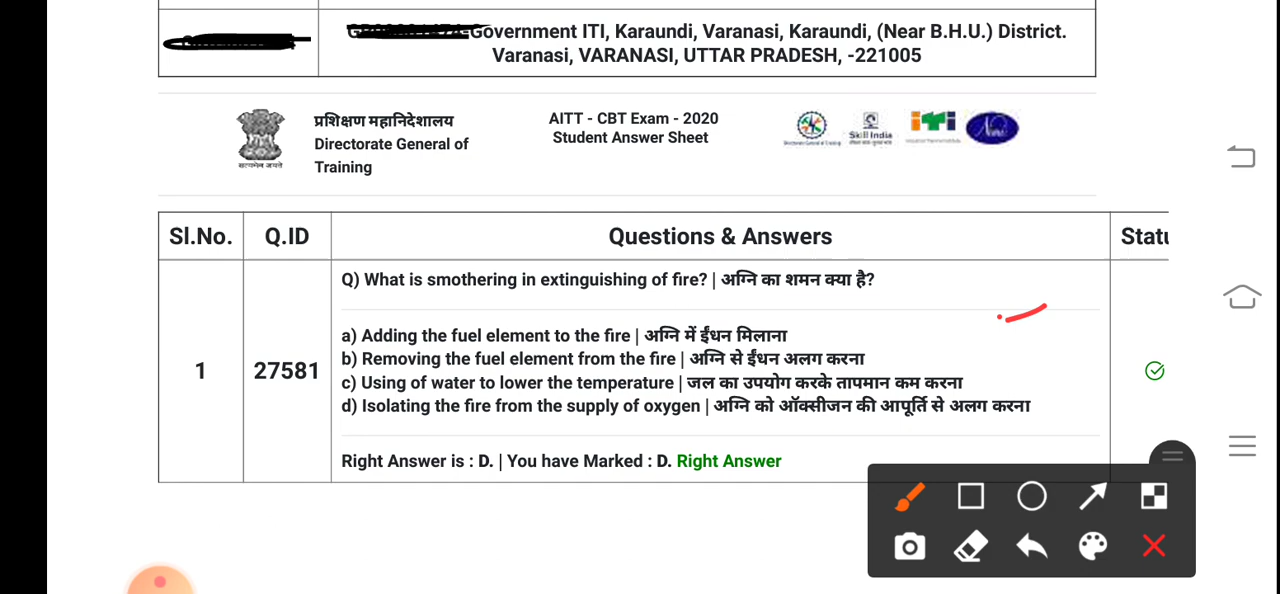 Government ITI, Karaundi, Varanasi, Karaundi, (Near B.H.U.) District.
Varanasi, VARANASI, UTTAR PRADESH, -221005
प्रशिक्षण महानिदेशालय
Directorate General of
Training
सत्यमेव जयते
AITT - CBT Exam - 2020
Student Answer Sheet
Skill India
iTi
Sl.No.
Q.ID
Questions & Answers
Statu
1
27581
Q) What is smothering in extinguishing of fire? | अग्नि का शमन क्या है?
a) Adding the fuel element to the fire | अग्नि में ईंधन मिलाना
b) Removing the fuel element from the fire | अग्नि से ईंधन अलग करना
c) Using of water to lower the temperature | जल का उपयोग करके तापमान कम करना
d) Isolating the fire from the supply of oxygen | अग्नि को ऑक्सीजन की आपूर्ति से अलग करना
Right Answer is : D. | You have Marked : D. Right Answer